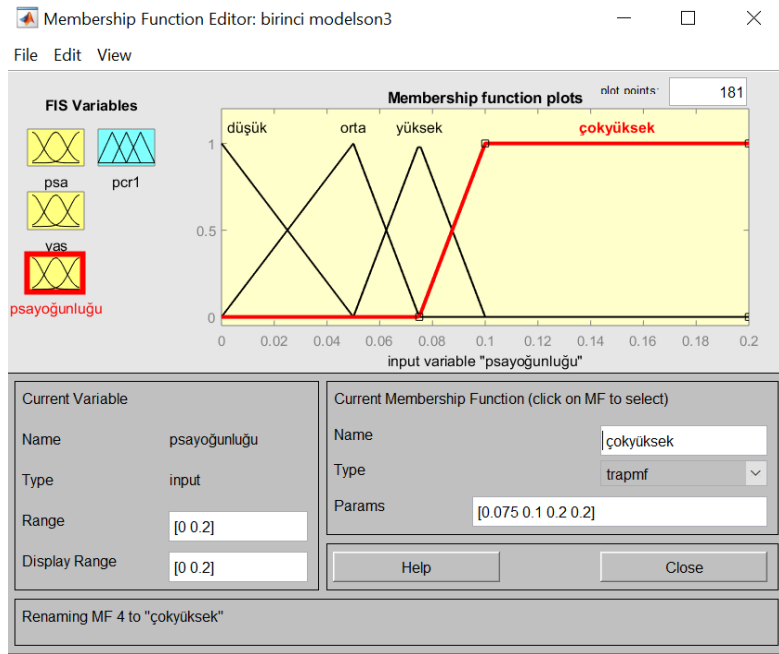 Membership Function Editor: birinci modelson3
File Edit View
FIS Variables
Membership function plots
plot points:
181
psa
pcr1
yas
psayoğunluğu
düşük
orta
yüksek
çokyüksek
1
0.5
0
0 0.02 0.04 0.06 0.08 0.1 0.12 0.14 0.16 0.18 0.2
input variable "psayoğunluğu"
Current Variable
Name psayoğunluğu
Type input
Range [0 0.2]
Display Range [0 0.2]
Current Membership Function (click on MF to select)
Name çokyüksek
Type trapmf
Params [0.075 0.1 0.2 0.2]
Help Close
Renaming MF 4 to "çokyüksek"